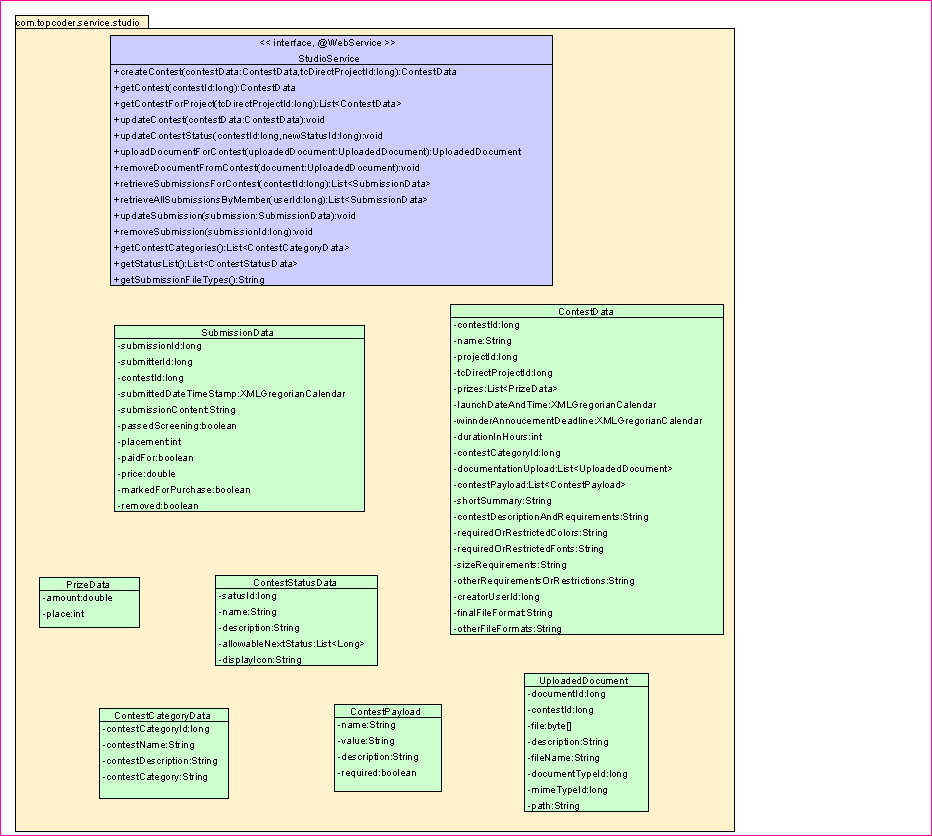 com.topcoder.service.studio
<< interface, @WebService >>
StudioService
+createContest(contestData:ContestData,tcDirectProjectId:long):ContestData
+getContest(contestId:long):ContestData
+getContestForProject(tcDirectProjectId:long):List<ContestData>
+updateContest(contestData:ContestData):void
+updateContestStatus(contestId:long,newStatusId:long):void
+uploadDocumentForContest(uploadedDocument:UploadedDocument):UploadedDocument
+removeDocumentFromContest(document:UploadedDocument):void
+retrieveSubmissionsForContest(contestId:long):List<SubmissionData>
+retrieveAllSubmissionsByMember(userId:long):List<SubmissionData>
+updateSubmission(submission:SubmissionData):void
+removeSubmission(submissionId:long):void
+getContestCategories():List<ContestCategoryData>
+getStatusList():List<ContestStatusData>
+getSubmissionFileTypes():String
SubmissionData
-submissionId:long
-submitterId:long
-contestId:long
-submittedDateTimeStamp:XMLGregorianCalendar
-submissionContent:String
-passedScreening:boolean
-placement:int
-paidFor:boolean
-price:double
-markedForPurchase:boolean
-removed:boolean
ContestData
-contestId:long
-name:String
-projectId:long
-tcDirectProjectId:long
-prizes:List<PrizeData>
-launchDateAndTime:XMLGregorianCalendar
-winnderAnnoucementDeadline:XMLGregorianCalendar
-durationInHours:int
-contestCategoryId:long
-documentationUpload:List<UploadedDocument>
-contestPayload:List<ContestPayload>
-shortSummary:String
-contestDescriptionAndRequirements:String
-requiredOrRestrictedColors:String
-requiredOrRestrictedFonts:String
-sizeRequirements:String
-otherRequirementsOrRestrictions:String
-creatorUserId:long
-finalFileFormat:String
-otherFileFormats:String
PrizeData
-amount:double
-place:int
ContestStatusData
-satusId:long
-name:String
-description:String
-allowableNextStatus:List<Long>
-displayIcon:String
ContestCategoryData
-contestCategoryId:long
-contestName:String
-contestDescription:String
-contestCategory:String
ContestPayload
-name:String
-value:String
-description:String
-required:boolean
UploadedDocument
-documentId:long
-contestId:long
-file:byte[]
-description:String
-fileName:String
-documentTypeId:long
-mimeTypeId:long
-path:String